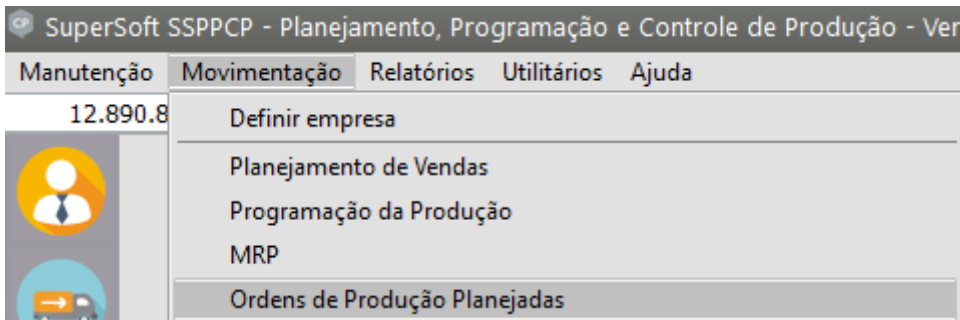 CP SuperSoft SSPPCP - Planejamento, Programação e Controle de Produção - Ver
Manutenção Movimentação Relatórios Utilitários Ajuda
12.890.8
Definir empresa
Planejamento de Vendas
Programação da Produção
MRP
Ordens de Produção Planejadas